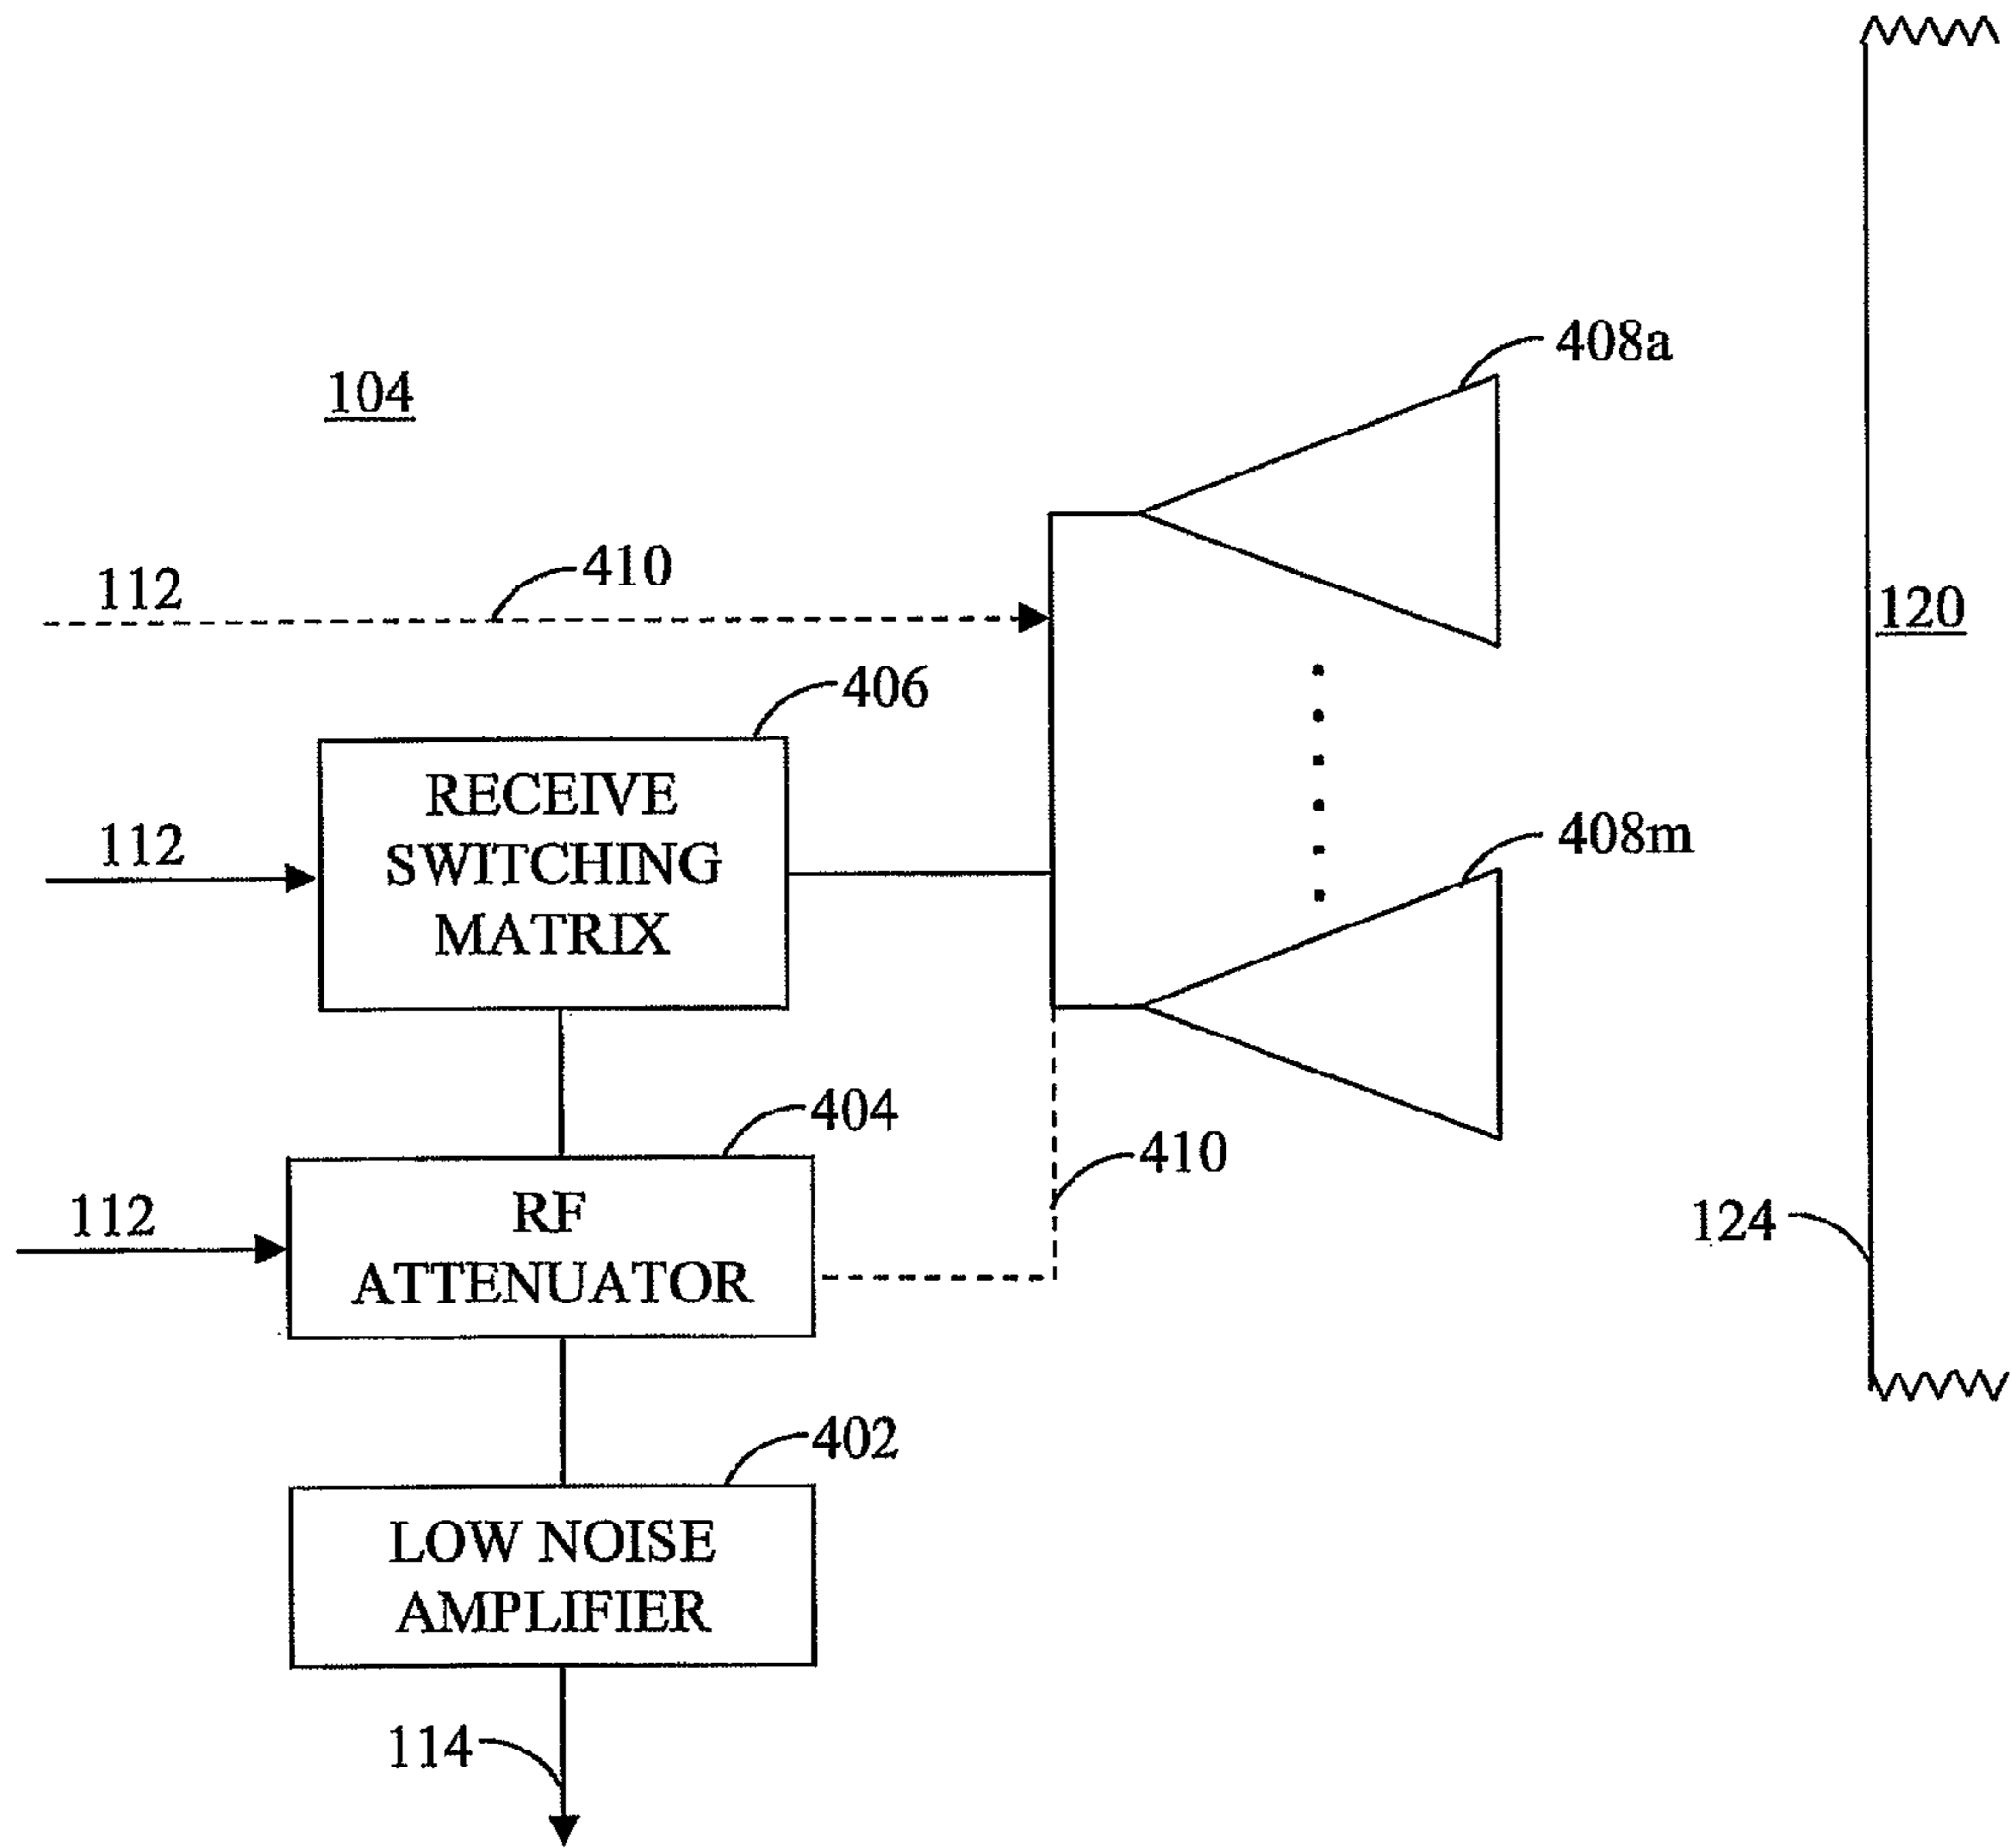 408a
104
410
112
120
406
RECEIVE
SWITCHING
MATRIX
112
408m
404
410
112
RF
ATTENUATOR
124
402
LOW NOISE
AMPLIFIER
114